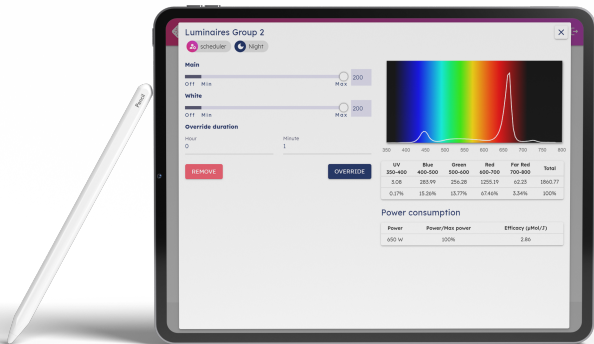 Luminaires Group 2
scheduler Night
Main
200
Off Min Max
White
200
Off Min Max
Override duration
Hour Minute
0 1
REMOVE OVERRIDE
300 400 450 500 550 600 650 700 750 800
UV Blue Green Red Far Red Total
350-400 400-500 500-600 600-700 700-800
3.08 283.99 256.28 1255.19 62.23 1860.77
0.17% 15.26% 13.77% 67.46% 3.34% 100%
Power consumption
Power Power/Max power Efficacy (μMol/J)
650 W 100% 2.86
Pencil